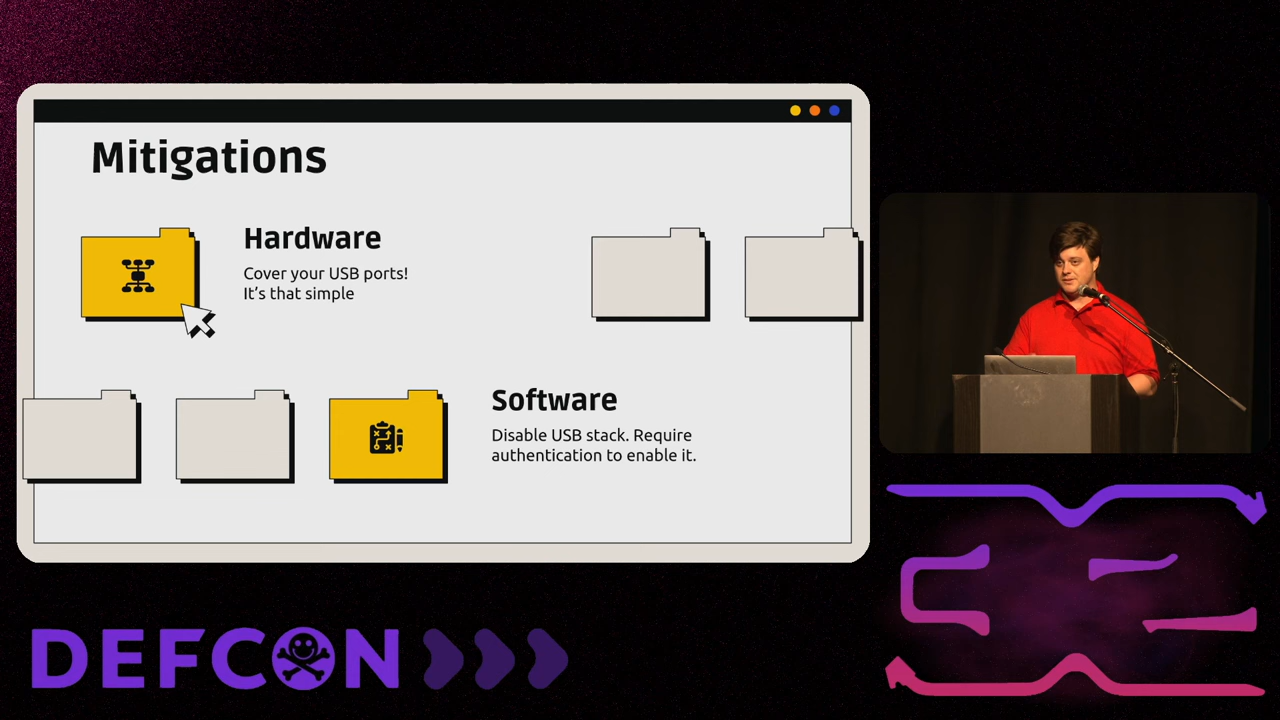 Mitigations
Hardware
Cover your USB ports!
It's that simple
Software
Disable USB stack. Require
authentication to enable it.
DEFCON